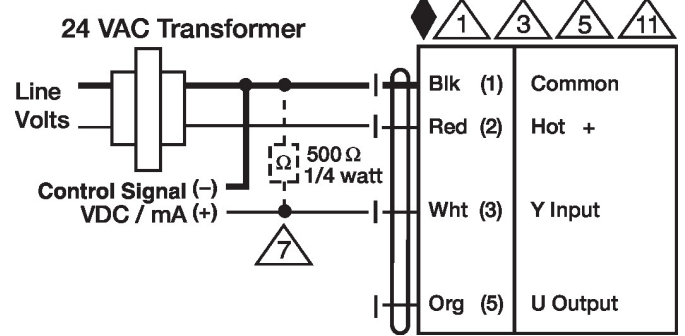 24 VAC Transformer
1 3 5 11
Line
Volts
Blk (1) Common
Red (2) Hot +
Ω 500 Ω
1/4 watt
Control Signal (–)
VDC / mA (+)
Wht (3) Y Input
7
Org (5) U Output